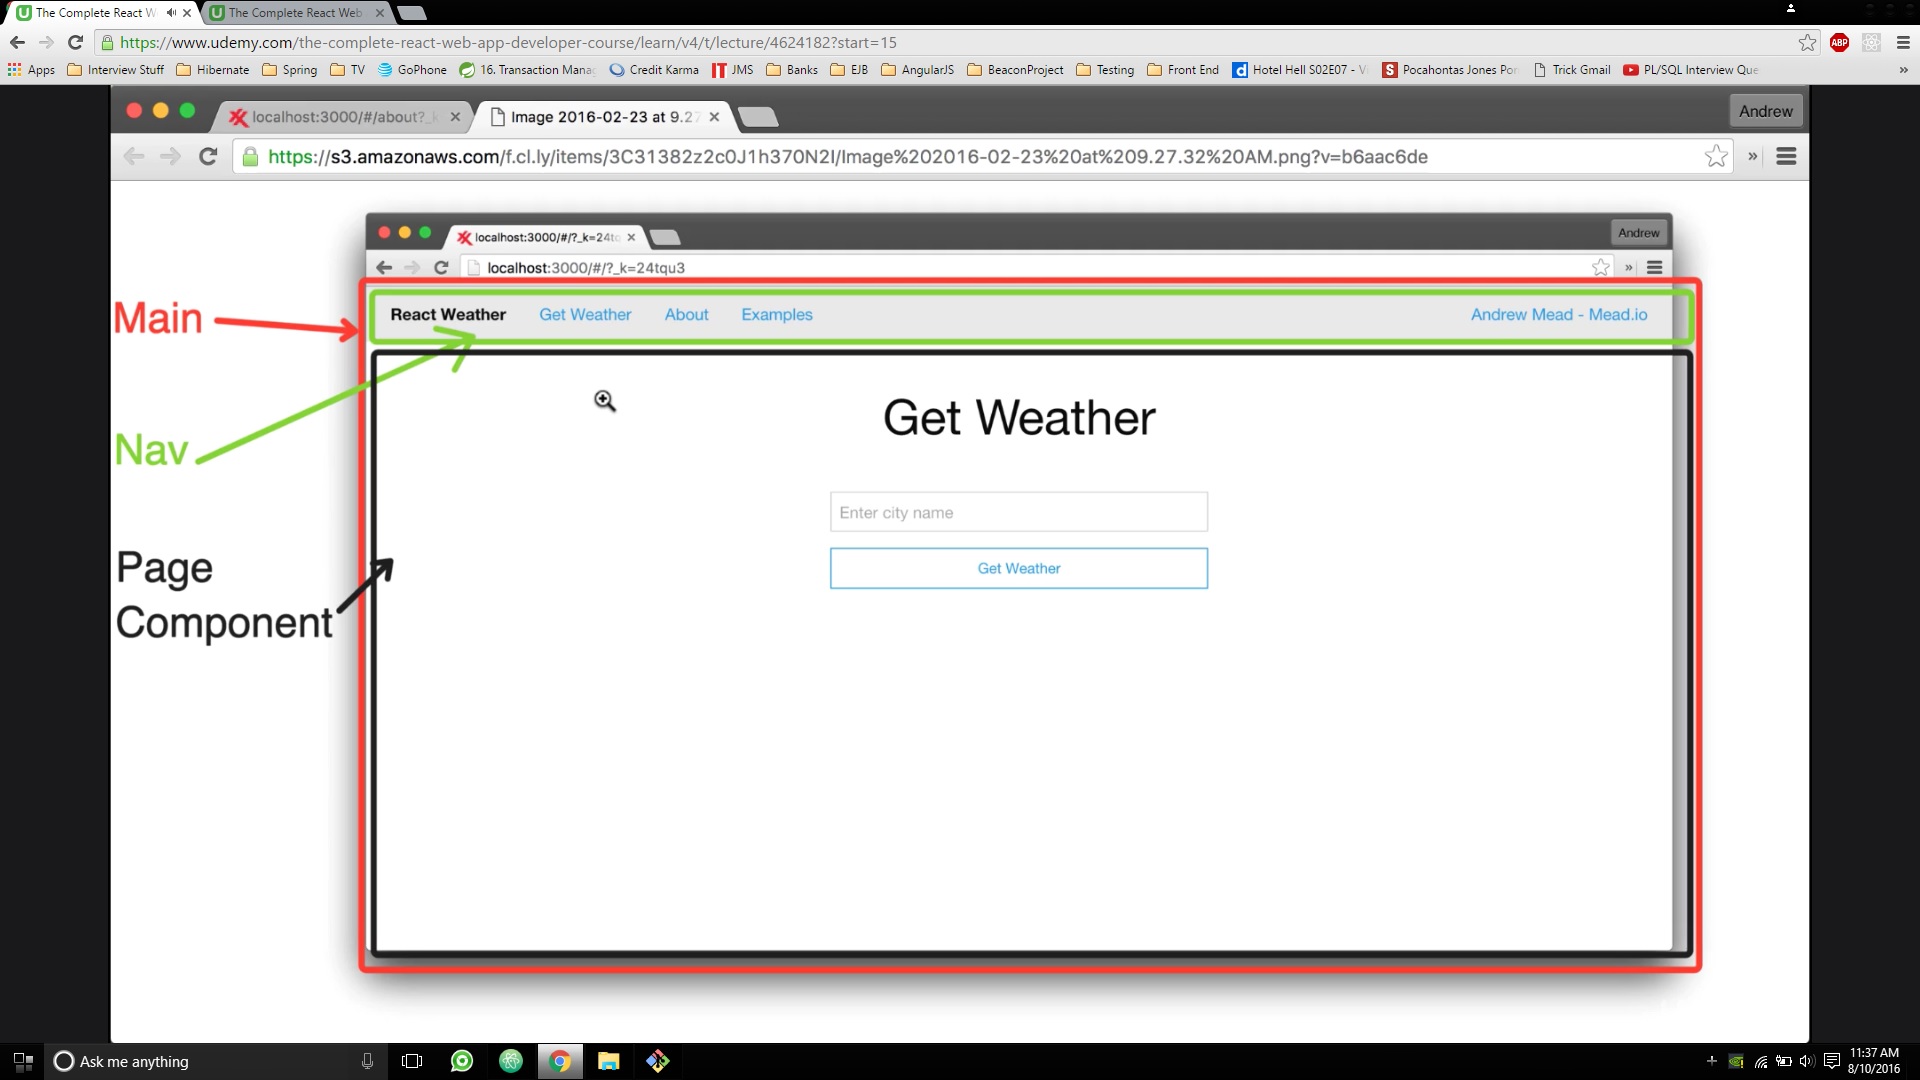 The Complete React W
The Complete React Web
https://www.udemy.com/the-complete-react-web-app-developer-course/learn/v4/t/lecture/4624182?start=15
ABP
Apps Interview Stuff Hibernate Spring TV GoPhone 16. Transaction Mana Credit Karma IT JMS Banks EJB AngularJS BeaconProject Testing Front End d Hotel Hell S02E07 - V S Pocahontas Jones Por Trick Gmail PL/SQL Interview Que »
localhost:3000/#/about?_k Image 2016-02-23 at 9.27 Andrew
https://s3.amazonaws.com/f.cl.ly/items/3C31382z2c0J1h370N2I/Image%202016-02-23%20at%209.27.32%20AM.png?v=b6aac6de »
localhost:3000/#/?_k=24tq Andrew
localhost:3000/#/?_k=24tqu3 »
Main
React Weather Get Weather About Examples Andrew Mead - Mead.io
Nav
Get Weather
Enter city name
Get Weather
Page
Component
Ask me anything
11:37 AM
8/10/2016